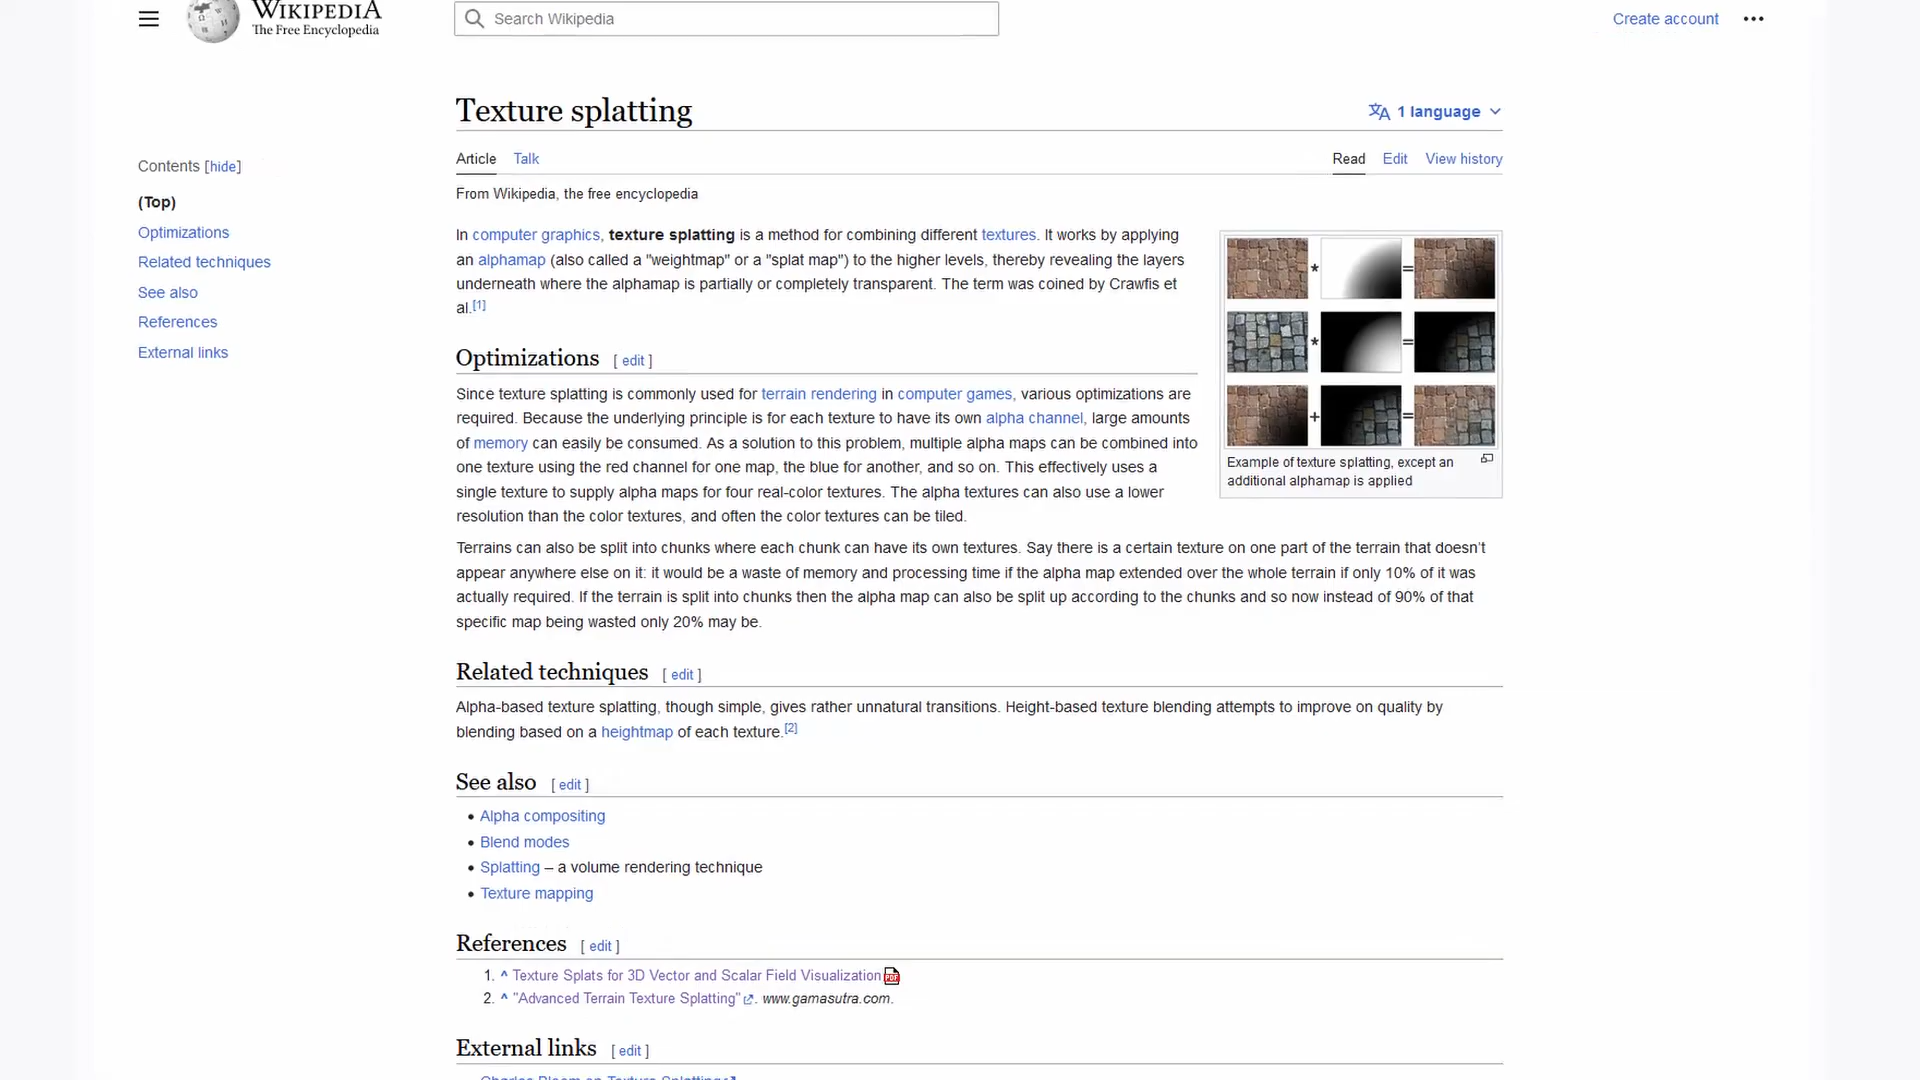 WIKIPEDIA
The Free Encyclopedia
Search Wikipedia
Create account
Texture splatting
1 language
Article Talk
Read Edit View history
From Wikipedia, the free encyclopedia
Contents [hide]
(Top)
Optimizations
Related techniques
See also
References
External links
In computer graphics, texture splatting is a method for combining different textures. It works by applying
an alphamap (also called a "weightmap" or a "splat map") to the higher levels, thereby revealing the layers
underneath where the alphamap is partially or completely transparent. The term was coined by Crawfis et
al.[1]
* =
* =
+ =
Example of texture splatting, except an
additional alphamap is applied
Optimizations [ edit ]
Since texture splatting is commonly used for terrain rendering in computer games, various optimizations are
required. Because the underlying principle is for each texture to have its own alpha channel, large amounts
of memory can easily be consumed. As a solution to this problem, multiple alpha maps can be combined into
one texture using the red channel for one map, the blue for another, and so on. This effectively uses a
single texture to supply alpha maps for four real-color textures. The alpha textures can also use a lower
resolution than the color textures, and often the color textures can be tiled.
Terrains can also be split into chunks where each chunk can have its own textures. Say there is a certain texture on one part of the terrain that doesn't
appear anywhere else on it: it would be a waste of memory and processing time if the alpha map extended over the whole terrain if only 10% of it was
actually required. If the terrain is split into chunks then the alpha map can also be split up according to the chunks and so now instead of 90% of that
specific map being wasted only 20% may be.
Related techniques [ edit ]
Alpha-based texture splatting, though simple, gives rather unnatural transitions. Height-based texture blending attempts to improve on quality by
blending based on a heightmap of each texture.[2]
See also [ edit ]
• Alpha compositing
• Blend modes
• Splatting – a volume rendering technique
• Texture mapping
References [ edit ]
1. ^ Texture Splats for 3D Vector and Scalar Field Visualization
2. ^ "Advanced Terrain Texture Splatting". www.gamasutra.com.
External links [ edit ]
Charles Bloom on Texture Splatting